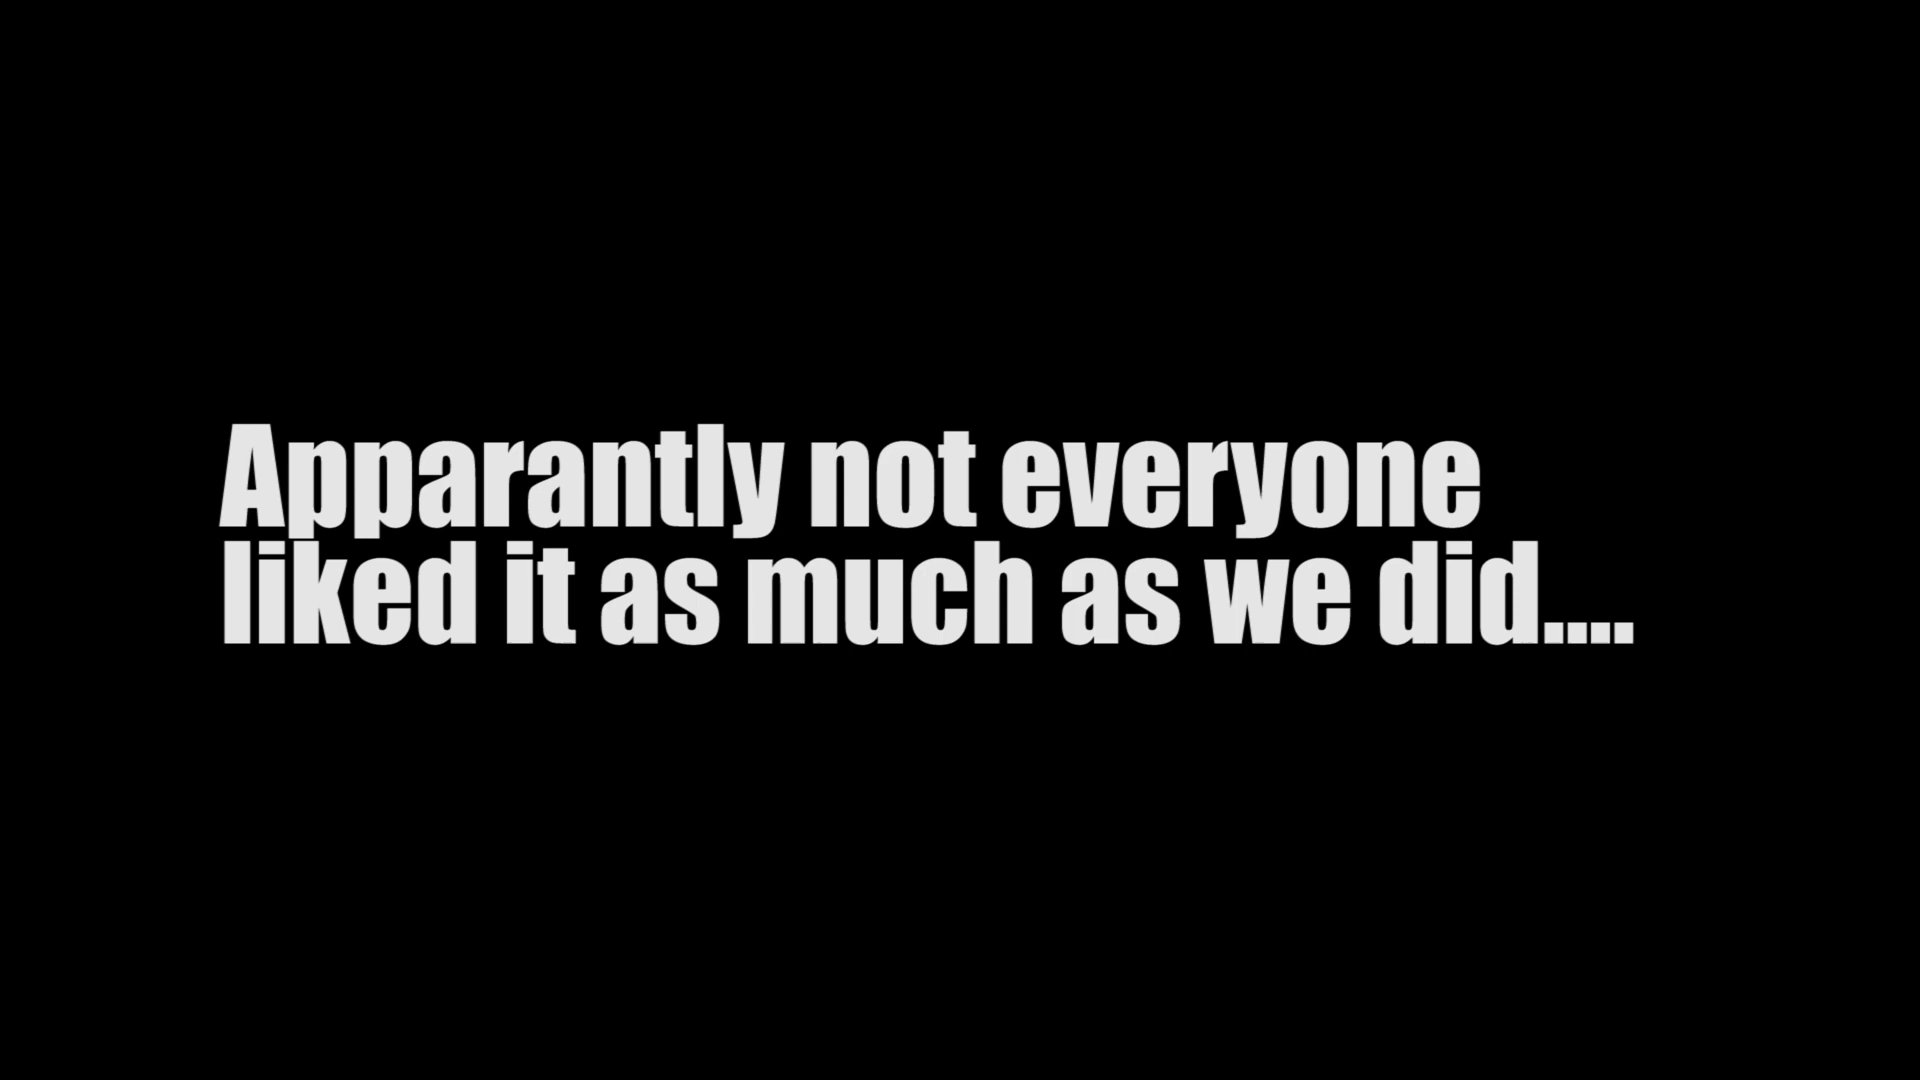 Apparantly not everyone
liked it as much as we did....